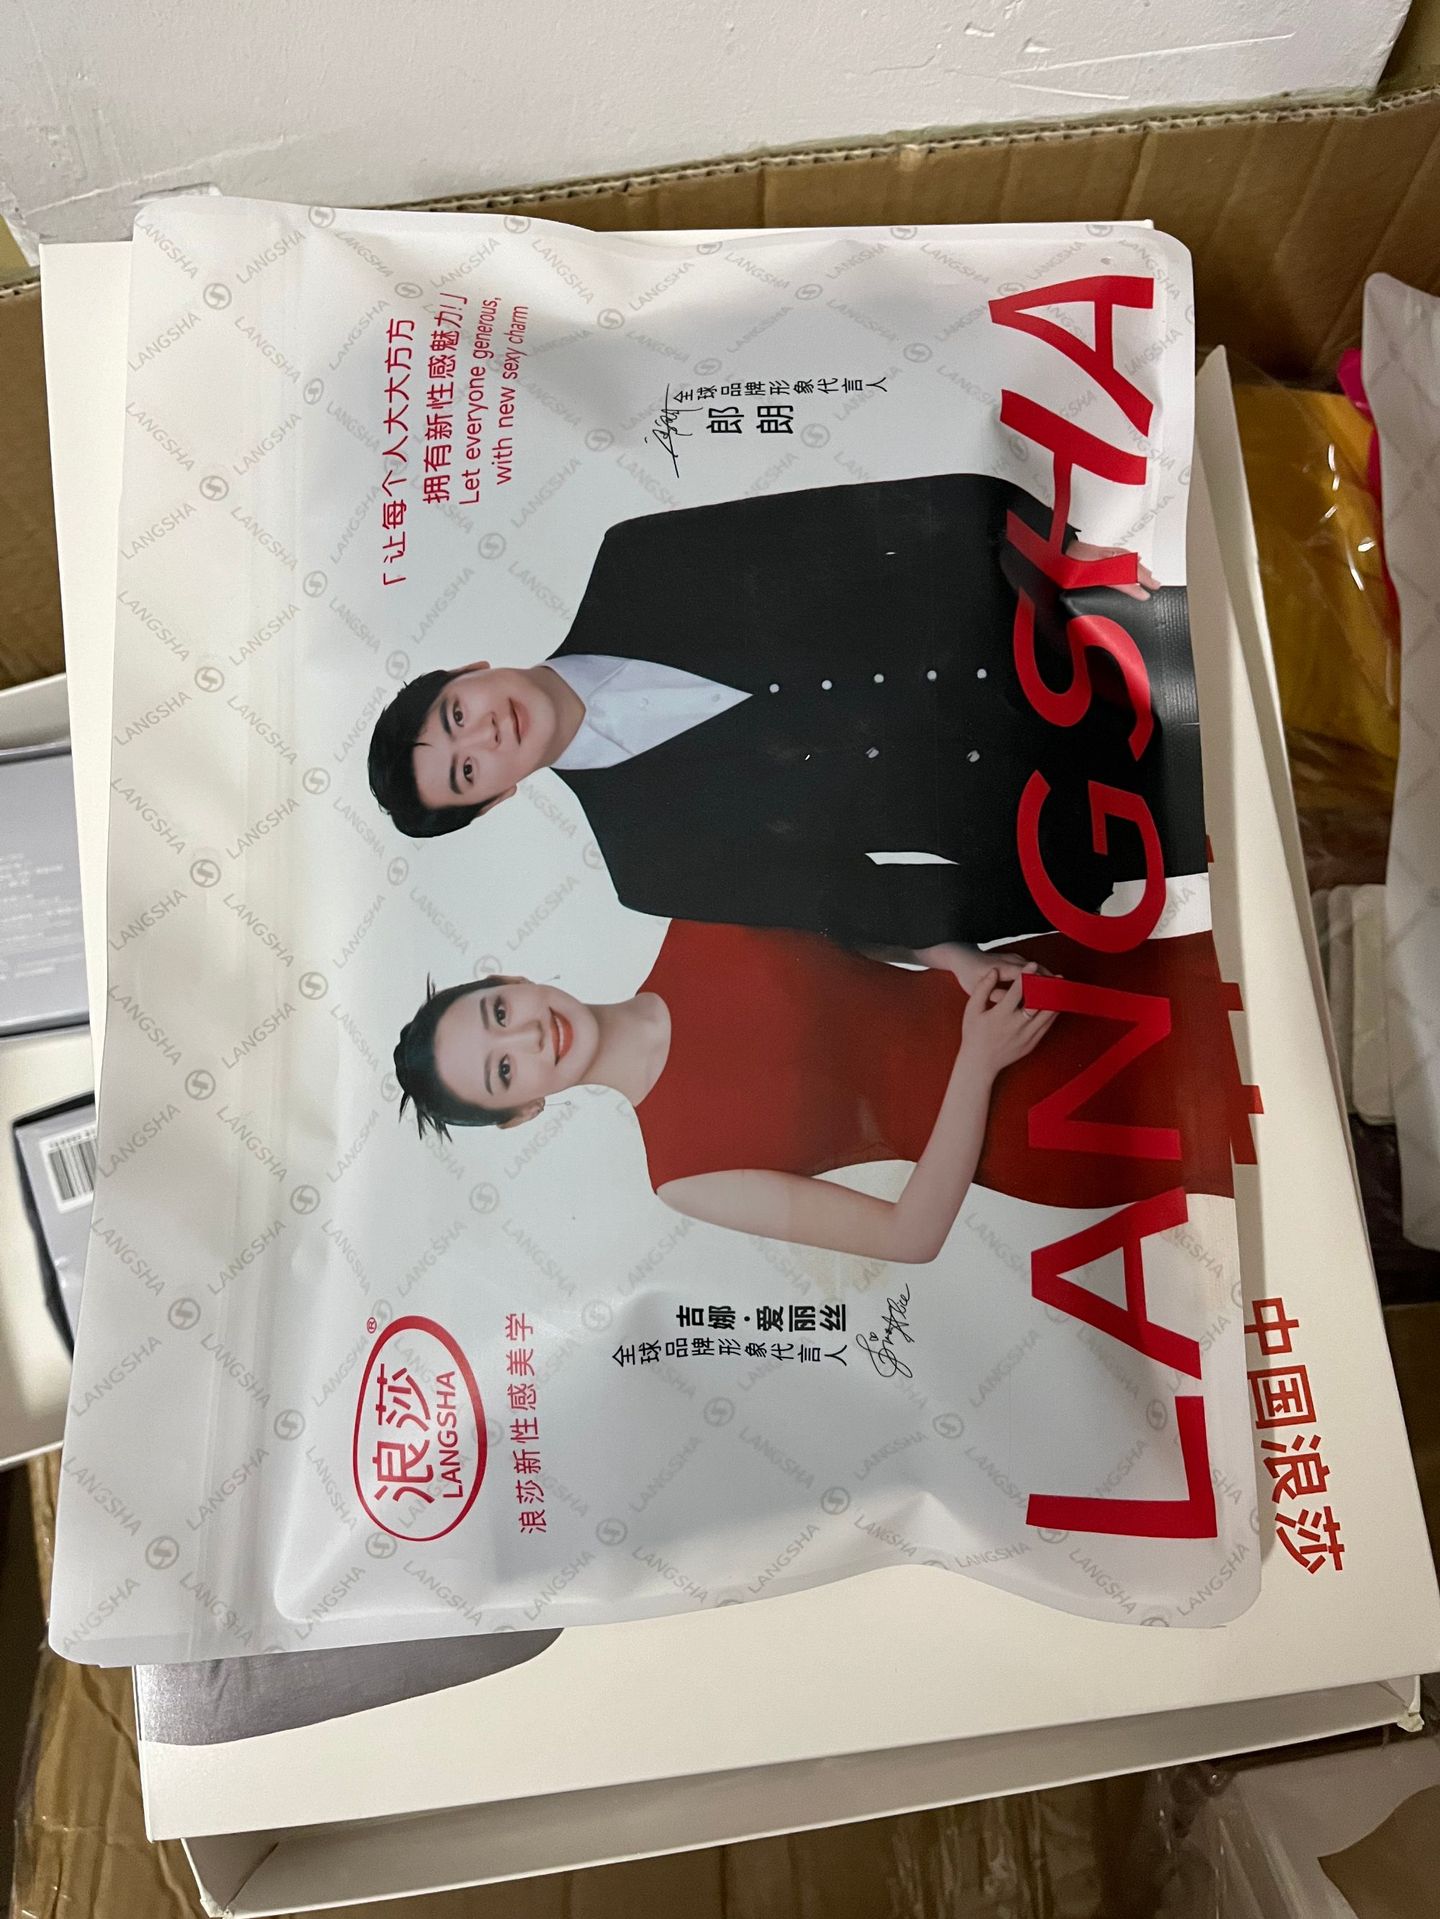 浪莎®
LANGSHA
浪莎新性感美学
「让每个人大大方方
拥有新性感魅力!」
Let everyone generous,
with new sexy charm
吉娜·爱丽丝
全球品牌形象代言人
全球品牌形象代言人
郎朗
LANGSHA
中国浪莎